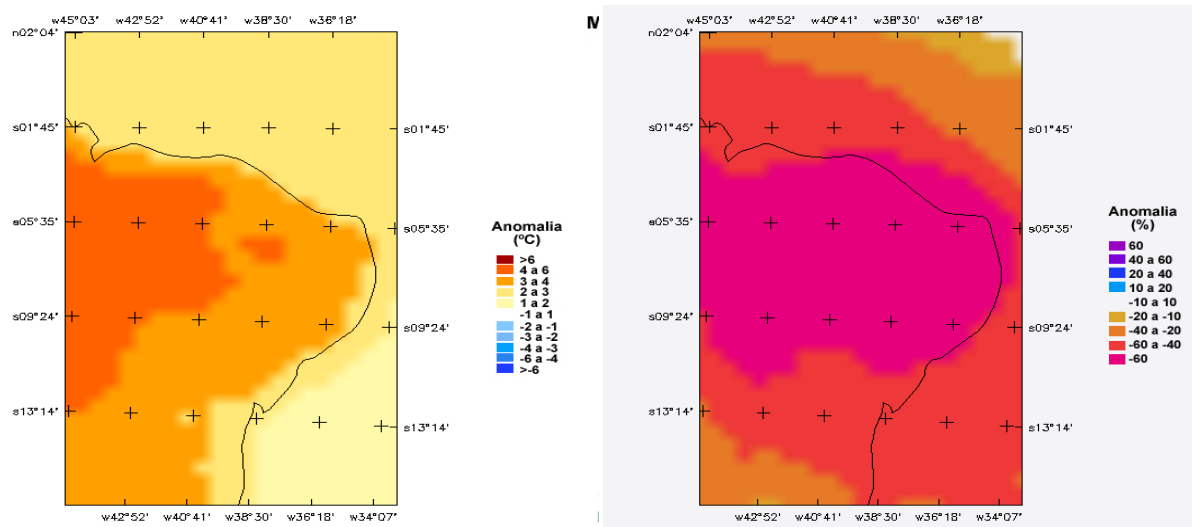 w45°03' w42°52' w40°41' w38°30' w36°18'
n02°04'
s01°45' s01°45'
s05°35' s05°35'
s09°24' s09°24'
s13°14' s13°14'
w42°52' w40°41' w38°30' w36°18' w34°07'
Anomalia
(ºC)
>6
4 a 6
3 a 4
2 a 3
1 a 2
-1 a 1
-2 a -1
-3 a -2
-4 a -3
-6 a -4
>-6
M
w45°03' w42°52' w40°41' w38°30' w36°18'
n02°04'
s01°45' s01°45'
s05°35' s05°35'
s09°24' s09°24'
s13°14' s13°14'
w42°52' w40°41' w38°30' w36°18' w34°07'
Anomalia
(%)
60
40 a 60
20 a 40
10 a 20
-10 a 10
-20 a -10
-40 a -20
-60 a -40
-60